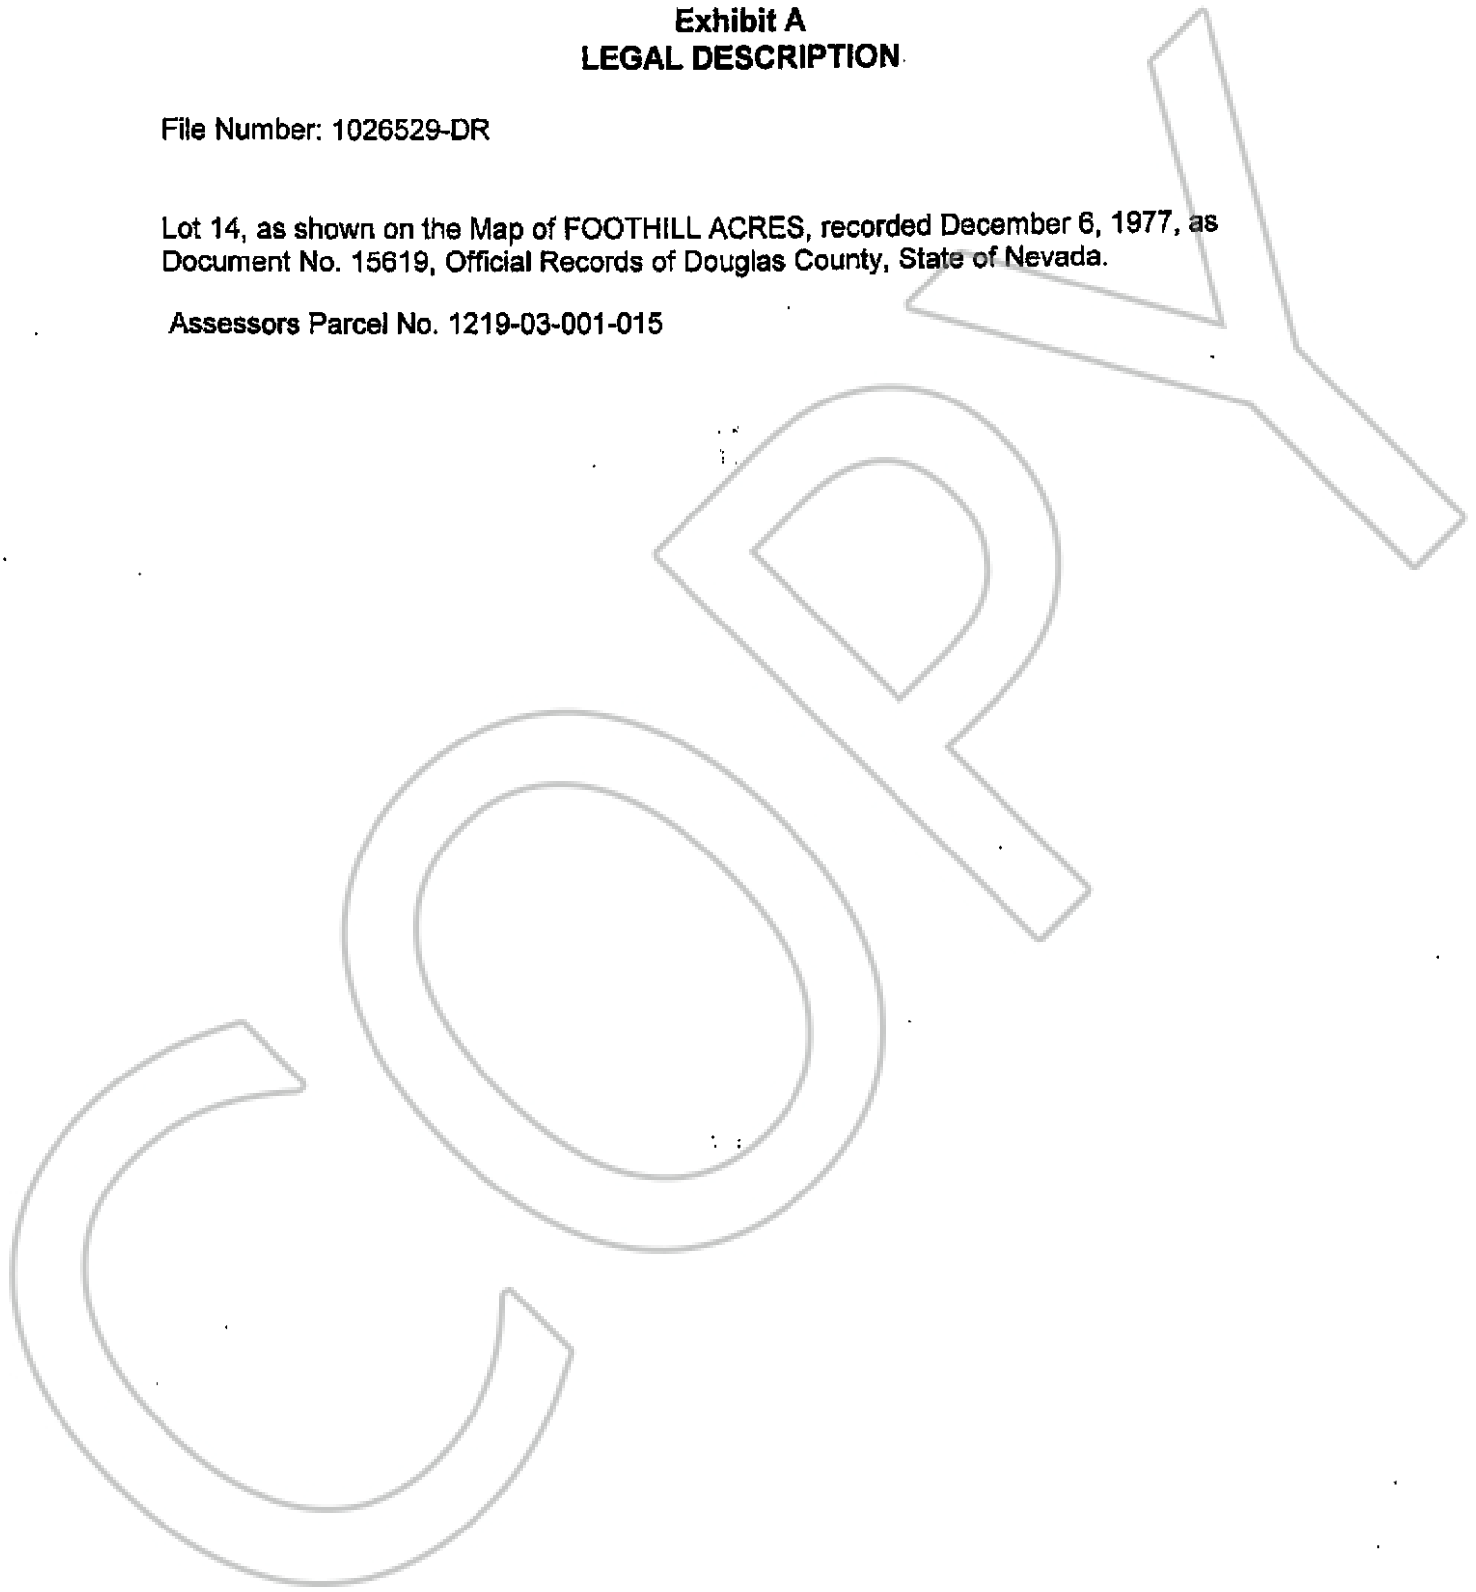 Exhibit A
LEGAL DESCRIPTION
File Number: 1026529-DR
Lot 14, as shown on the Map of FOOTHILL ACRES, recorded December 6, 1977, as
Document No. 15619, Official Records of Douglas County, State of Nevada.
Assessors Parcel No. 1219-03-001-015
COPY